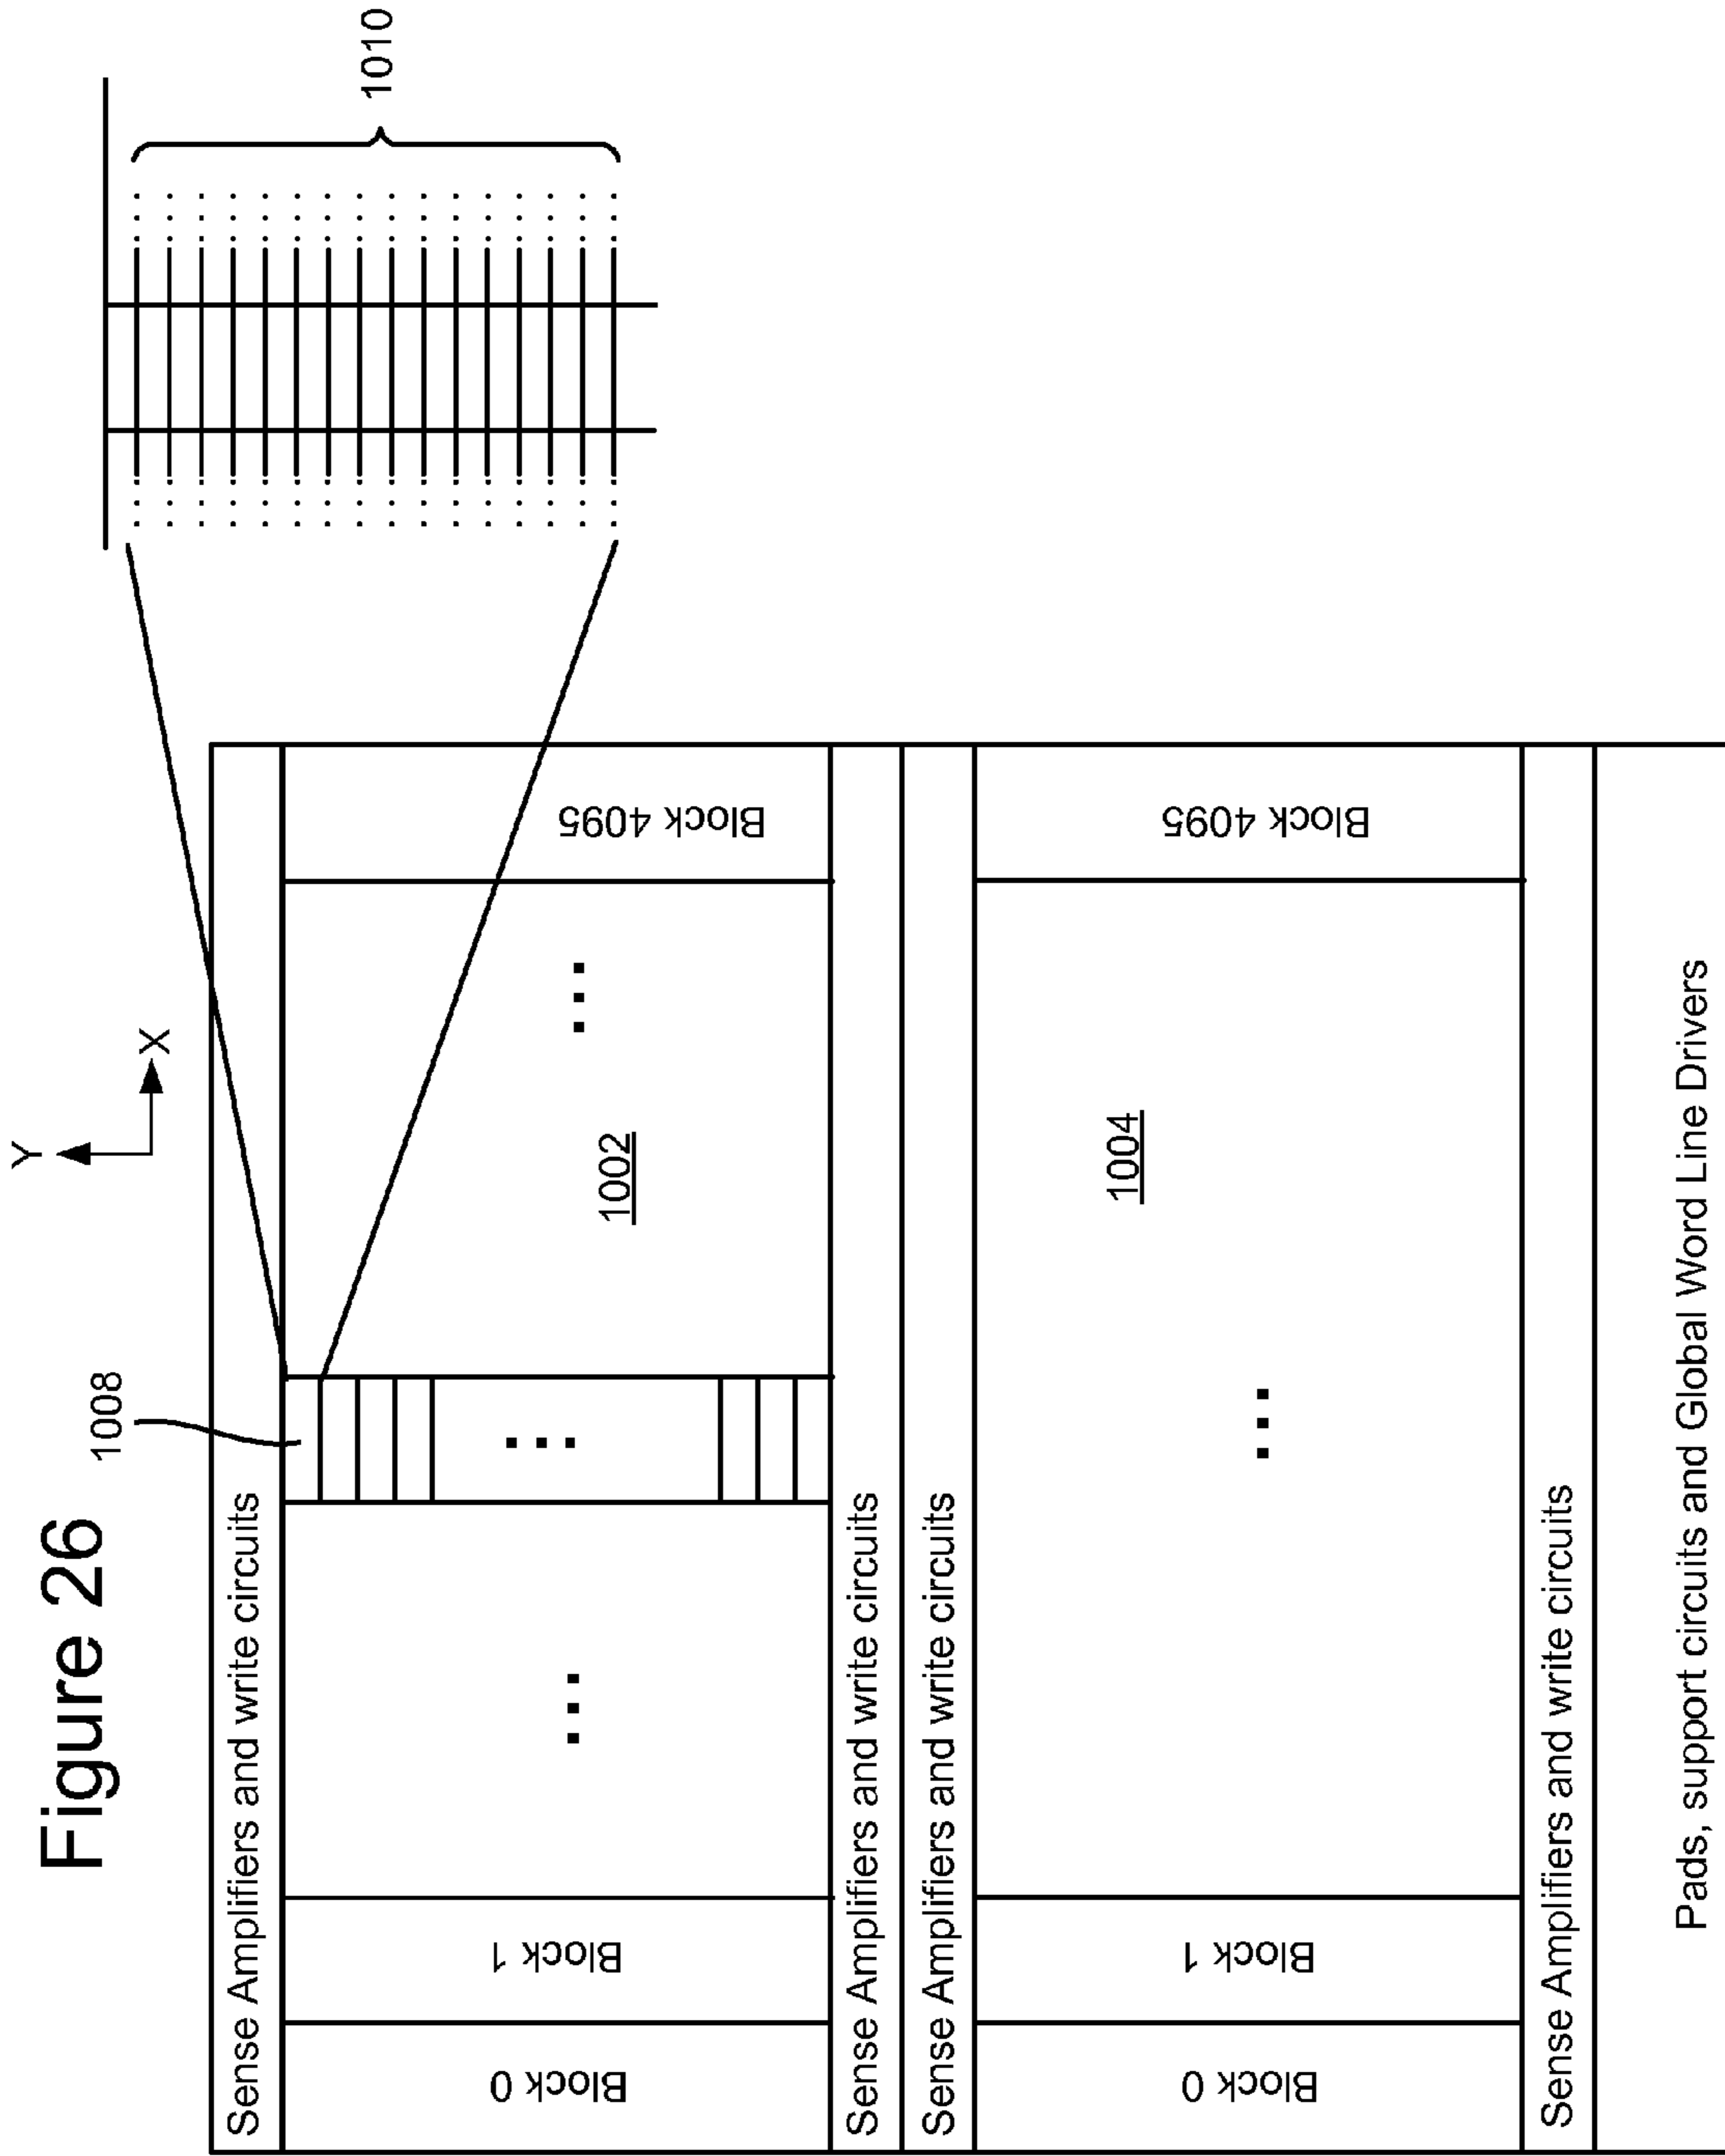 Figure 26
Y
X
1008
1010
Sense Amplifiers and write circuits
Block 0
Block 1
...
...
...
1002
Block 4095
Sense Amplifiers and write circuits
Sense Amplifiers and write circuits
Block 0
Block 1
...
1004
Block 4095
Sense Amplifiers and write circuits
Pads, support circuits and Global Word Line Drivers